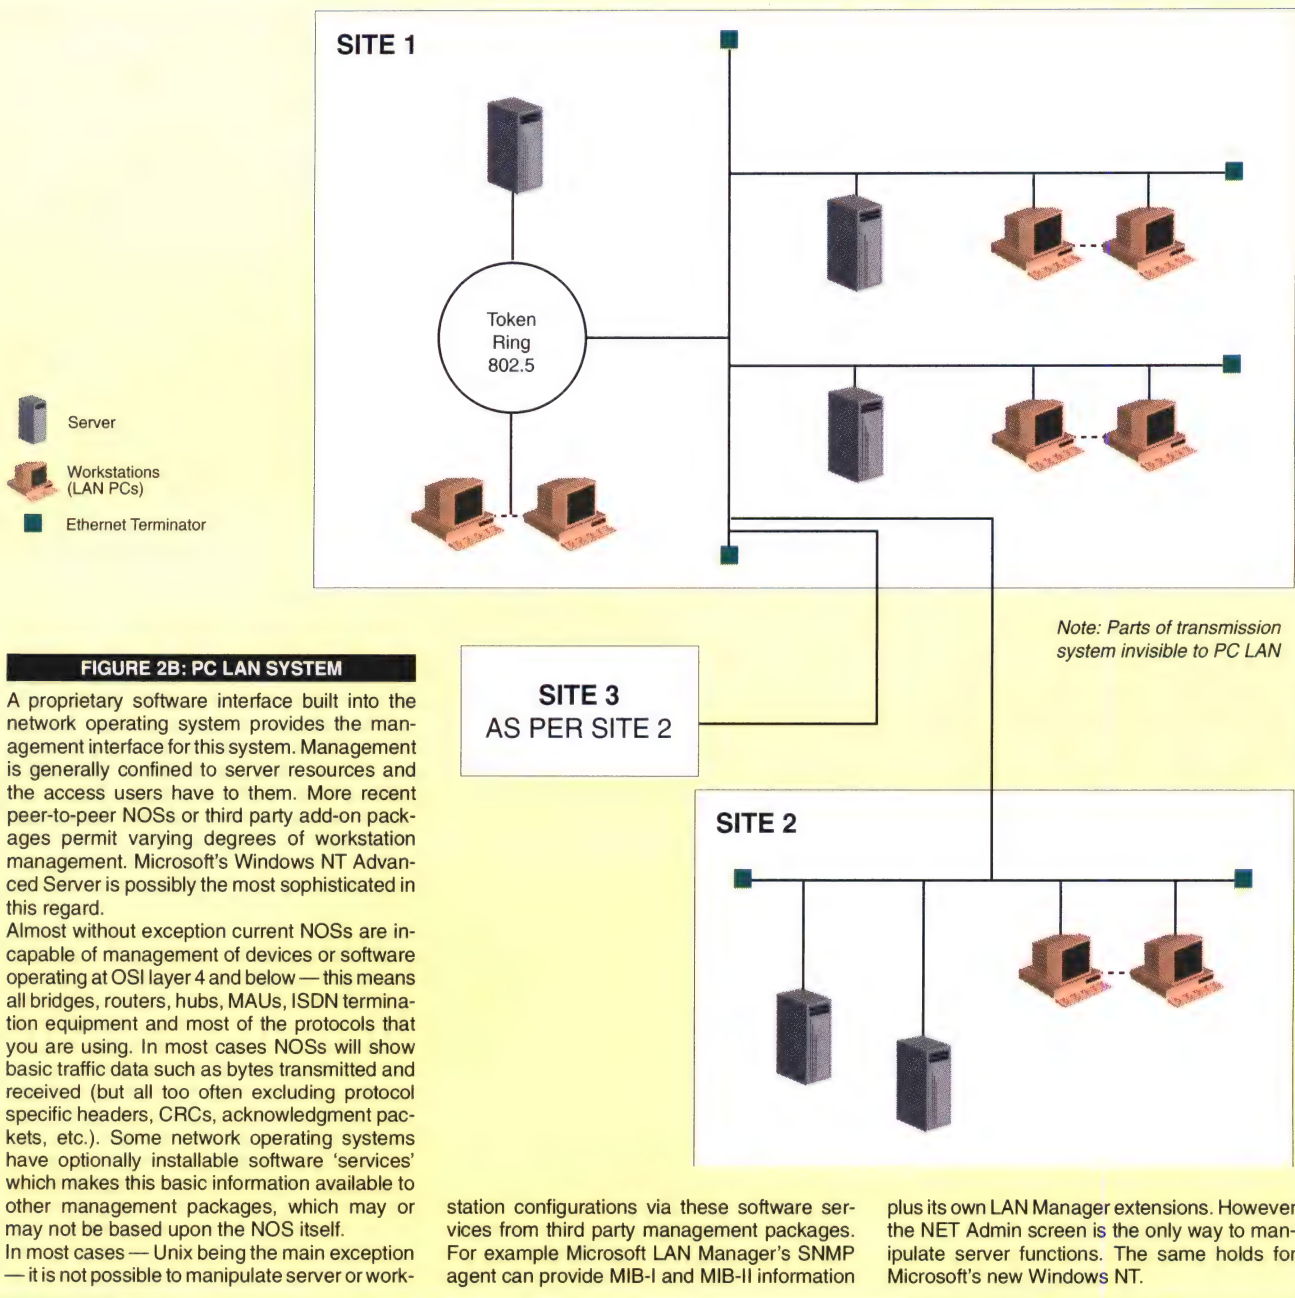 SITE 1
Token
Ring
802.5
Server
Workstations
(LAN PCs)
Ethernet Terminator
Note: Parts of transmission
system invisible to PC LAN
SITE 3
AS PER SITE 2
SITE 2
FIGURE 2B: PC LAN SYSTEM
A proprietary software interface built into the
network operating system provides the man-
agement interface for this system. Management
is generally confined to server resources and
the access users have to them. More recent
peer-to-peer NOSs or third party add-on pack-
ages permit varying degrees of workstation
management. Microsoft's Windows NT Advan-
ced Server is possibly the most sophisticated in
this regard.
Almost without exception current NOSs are in-
capable of management of devices or software
operating at OSI layer 4 and below — this means
all bridges, routers, hubs, MAUs, ISDN termina-
tion equipment and most of the protocols that
you are using. In most cases NOSs will show
basic traffic data such as bytes transmitted and
received (but all too often excluding protocol
specific headers, CRCs, acknowledgment pac-
kets, etc.). Some network operating systems
have optionally installable software 'services'
which makes this basic information available to
other management packages, which may or
may not be based upon the NOS itself.
In most cases — Unix being the main exception
— it is not possible to manipulate server or work-
station configurations via these software ser-
vices from third party management packages.
For example Microsoft LAN Manager's SNMP
agent can provide MIB-I and MIB-II information
plus its own LAN Manager extensions. However
the NET Admin screen is the only way to man-
ipulate server functions. The same holds for
Microsoft's new Windows NT.